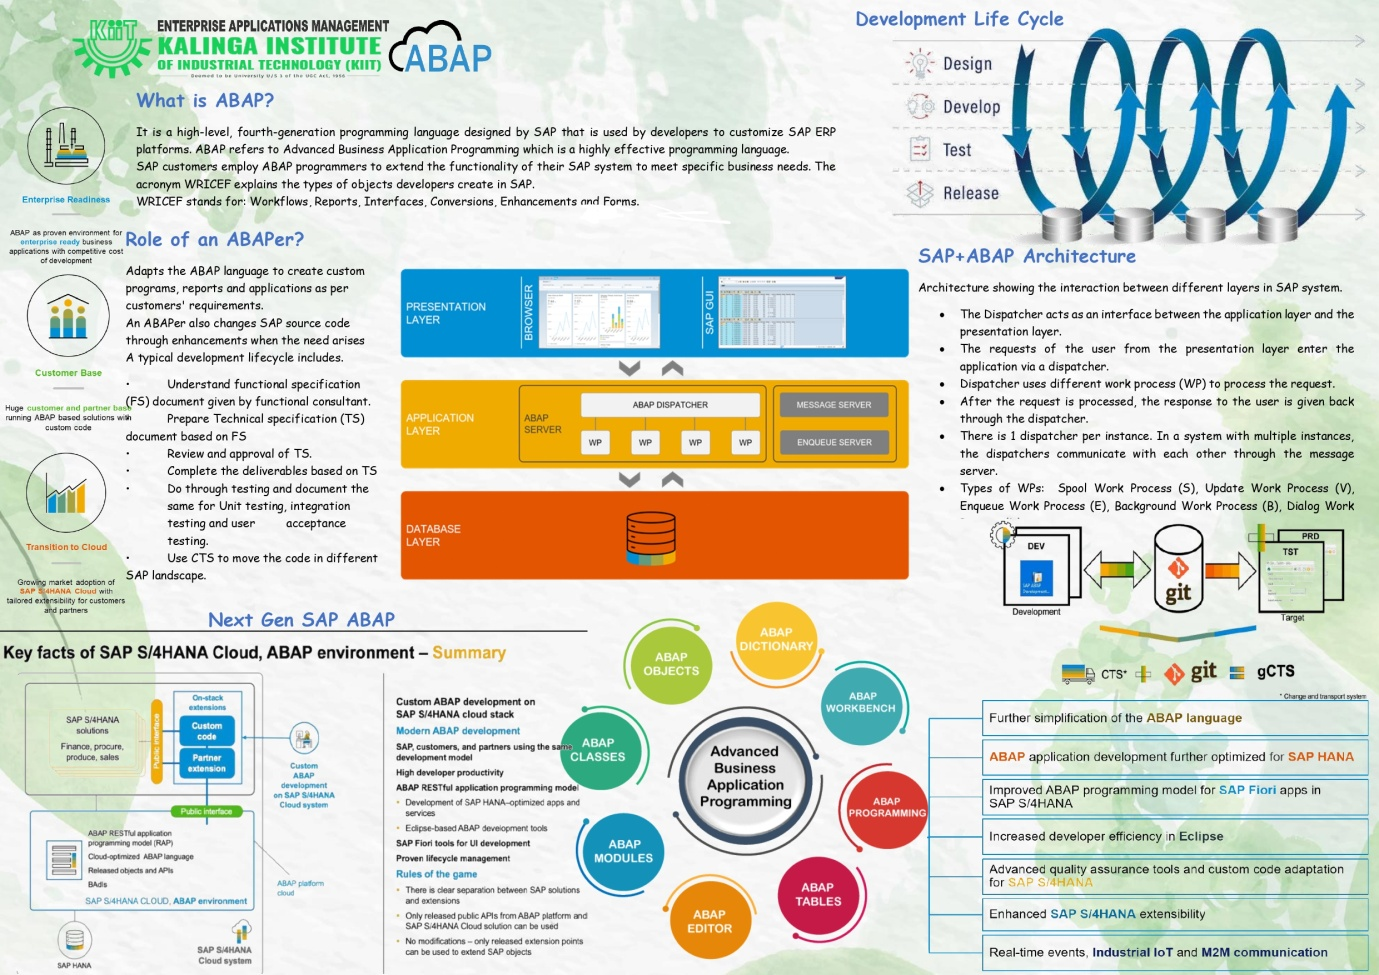 ENTERPRISE APPLICATIONS MANAGEMENT
KiiT
KALINGA INSTITUTE
OF INDUSTRIAL TECHNOLOGY (KIIT)
Deemed to be University U/S 3 of the UGC Act, 1956
ABAP
What is ABAP?
It is a high-level, fourth-generation programming language designed by SAP that is used by developers to customize SAP ERP
platforms. ABAP refers to Advanced Business Application Programming which is a highly effective programming language.
SAP customers employ ABAP programmers to extend the functionality of their SAP system to meet specific business needs. The
acronym WRICEF explains the types of objects developers create in SAP.
WRICEF stands for: Workflows, Reports, Interfaces, Conversions, Enhancements and Forms.
Enterprise Readiness
ABAP as proven environment for
enterprise ready business
applications with competitive cost
of development
Customer Base
Huge customer and partner base
running ABAP based solutions with
custom code
Transition to Cloud
Growing market adoption of
SAP S/4HANA Cloud with
tailored extensibility for customers
and partners
Role of an ABAPer?
Adapts the ABAP language to create custom
programs, reports and applications as per
customers' requirements.
An ABAPer also changes SAP source code
through enhancements when the need arises
A typical development lifecycle includes.
• Understand functional specification
(FS) document given by functional consultant.
• Prepare Technical specification (TS)
document based on FS
• Review and approval of TS.
• Complete the deliverables based on TS
• Do through testing and document the
same for Unit testing, integration
testing and user acceptance
testing.
• Use CTS to move the code in different
SAP landscape.
PRESENTATION
LAYER
BROWSER
SAP GUI
APPLICATION
LAYER
ABAP
SERVER
ABAP DISPATCHER
WP
WP
WP
WP
MESSAGE SERVER
ENQUEUE SERVER
DATABASE
LAYER
Development Life Cycle
Design
Develop
Test
Release
SAP+ABAP Architecture
Architecture showing the interaction between different layers in SAP system.
• The Dispatcher acts as an interface between the application layer and the
presentation layer.
• The requests of the user from the presentation layer enter the
application via a dispatcher.
• Dispatcher uses different work process (WP) to process the request.
• After the request is processed, the response to the user is given back
through the dispatcher.
• There is 1 dispatcher per instance. In a system with multiple instances,
the dispatchers communicate with each other through the message
server.
• Types of WPs: Spool Work Process (S), Update Work Process (V),
Enqueue Work Process (E), Background Work Process (B), Dialog Work
DEV
Development
git
PRD
TST
Target
CTS*
git
gCTS
* Change and transport system
Next Gen SAP ABAP
Key facts of SAP S/4HANA Cloud, ABAP environment – Summary
SAP S/4HANA
solutions
Finance, procure,
produce, sales
Public interface
On-stack
extensions
Custom
code
Partner
extension
Custom
ABAP
development
on SAP S/4HANA
Cloud system
Public interface
ABAP RESTful application
programming model (RAP)
Cloud-optimized ABAP language
Released objects and APIs
BAdIs
SAP S/4HANA CLOUD, ABAP environment
ABAP platform
cloud
SAP HANA
SAP S/4HANA
Cloud system
Custom ABAP development on
SAP S/4HANA cloud stack
Modern ABAP development
SAP, customers, and partners using the same
development model
High developer productivity
ABAP RESTful application programming model
• Development of SAP HANA–optimized apps and
services
• Eclipse-based ABAP development tools
SAP Fiori tools for UI development
Proven lifecycle management
Rules of the game
• There is clear separation between SAP solutions
and extensions
• Only released public APIs from ABAP platform and
SAP S/4HANA Cloud solution can be used
• No modifications – only released extension points
can be used to extend SAP objects
ABAP
OBJECTS
ABAP
DICTIONARY
ABAP
WORKBENCH
ABAP
CLASSES
Advanced
Business
Application
Programming
ABAP
PROGRAMMING
ABAP
MODULES
ABAP
TABLES
ABAP
EDITOR
Further simplification of the ABAP language
ABAP application development further optimized for SAP HANA
Improved ABAP programming model for SAP Fiori apps in
SAP S/4HANA
Increased developer efficiency in Eclipse
Advanced quality assurance tools and custom code adaptation
for SAP S/4HANA
Enhanced SAP S/4HANA extensibility
Real-time events, Industrial IoT and M2M communication